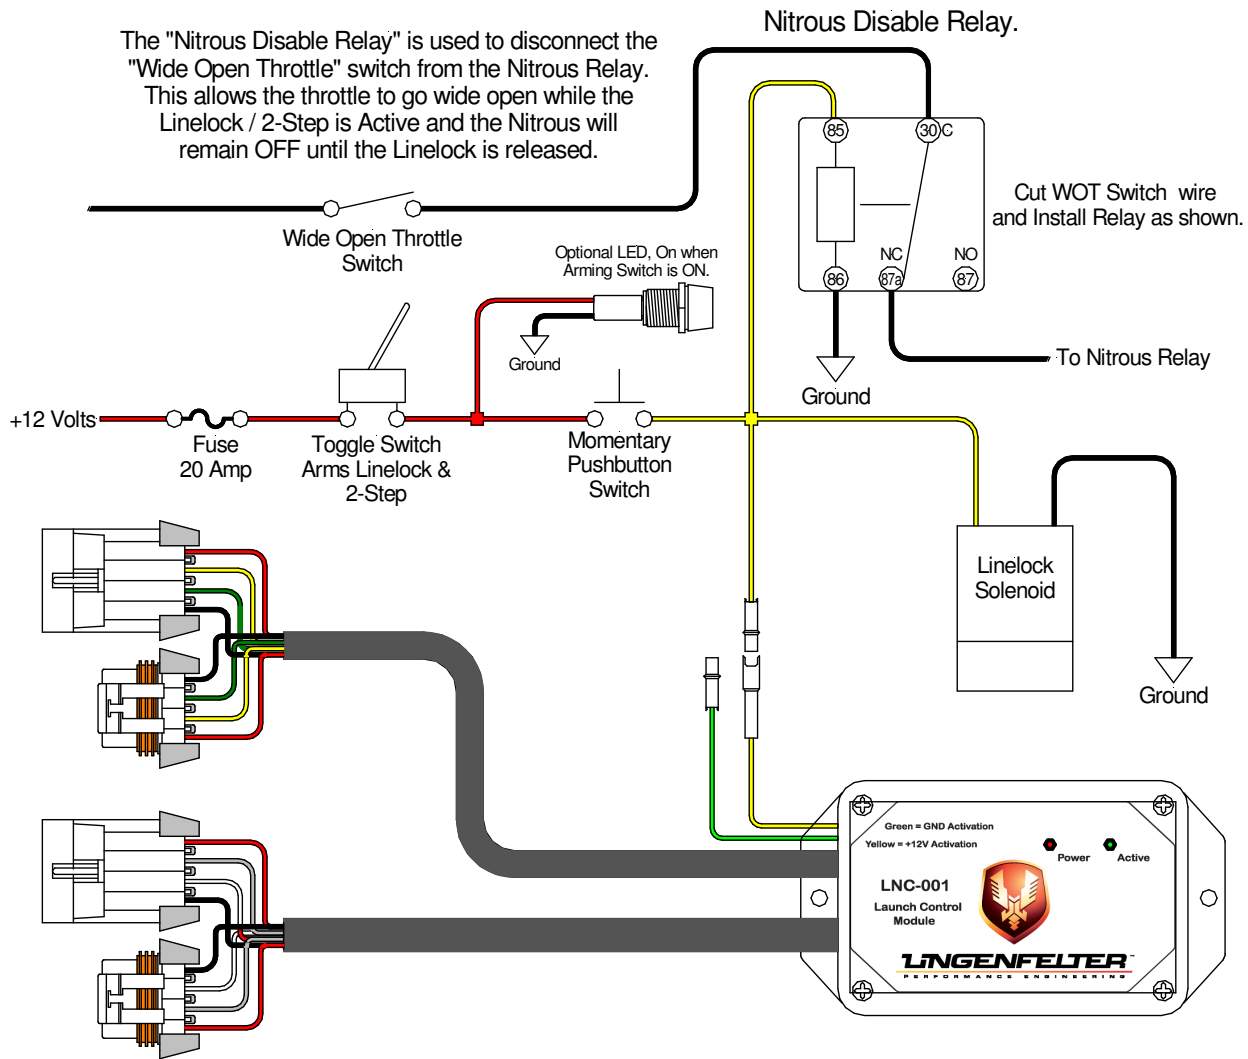 Nitrous Disable Relay.
The "Nitrous Disable Relay" is used to disconnect the
"Wide Open Throttle" switch from the Nitrous Relay.
This allows the throttle to go wide open while the
Linelock / 2-Step is Active and the Nitrous will
remain OFF until the Linelock is released.
85
30
C
Cut WOT Switch wire
and Install Relay as shown.
Wide Open Throttle
Switch
Optional LED, On when
Arming Switch is ON.
NC
NO
86
87a
87
Ground
To Nitrous Relay
Ground
+12 Volts
Fuse
20 Amp
Toggle Switch
Arms Linelock &
2-Step
Momentary
Pushbutton
Switch
Linelock
Solenoid
Ground
Green = GND Activation
Yellow = +12V Activation
Power
Active
LNC-001
Launch Control
Module
LINGENFELTER™
PERFORMANCE ENGINEERING